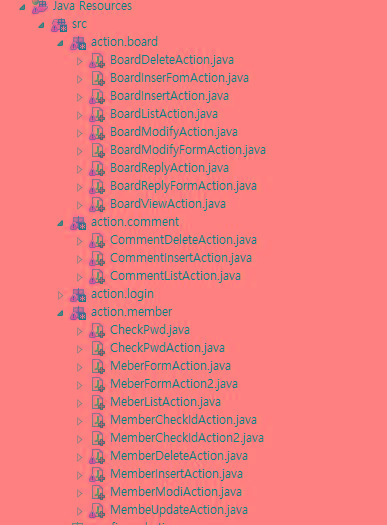 Java Resources
src
action.board
BoardDeleteAction.java
BoardInserFomAction.java
BoardInsertAction.java
BoardListAction.java
BoardModifyAction.java
BoardModifyFormAction.java
BoardReplyAction.java
BoardReplyFormAction.java
BoardViewAction.java
action.comment
CommentDeleteAction.java
CommentInsertAction.java
CommentListAction.java
action.login
action.member
CheckPwd.java
CheckPwdAction.java
MeberFormAction.java
MeberFormAction2.java
MeberListAction.java
MemberCheckIdAction.java
MemberCheckIdAction2.java
MemberDeleteAction.java
MemberInsertAction.java
MemberModiAction.java
MembeUpdateAction.java